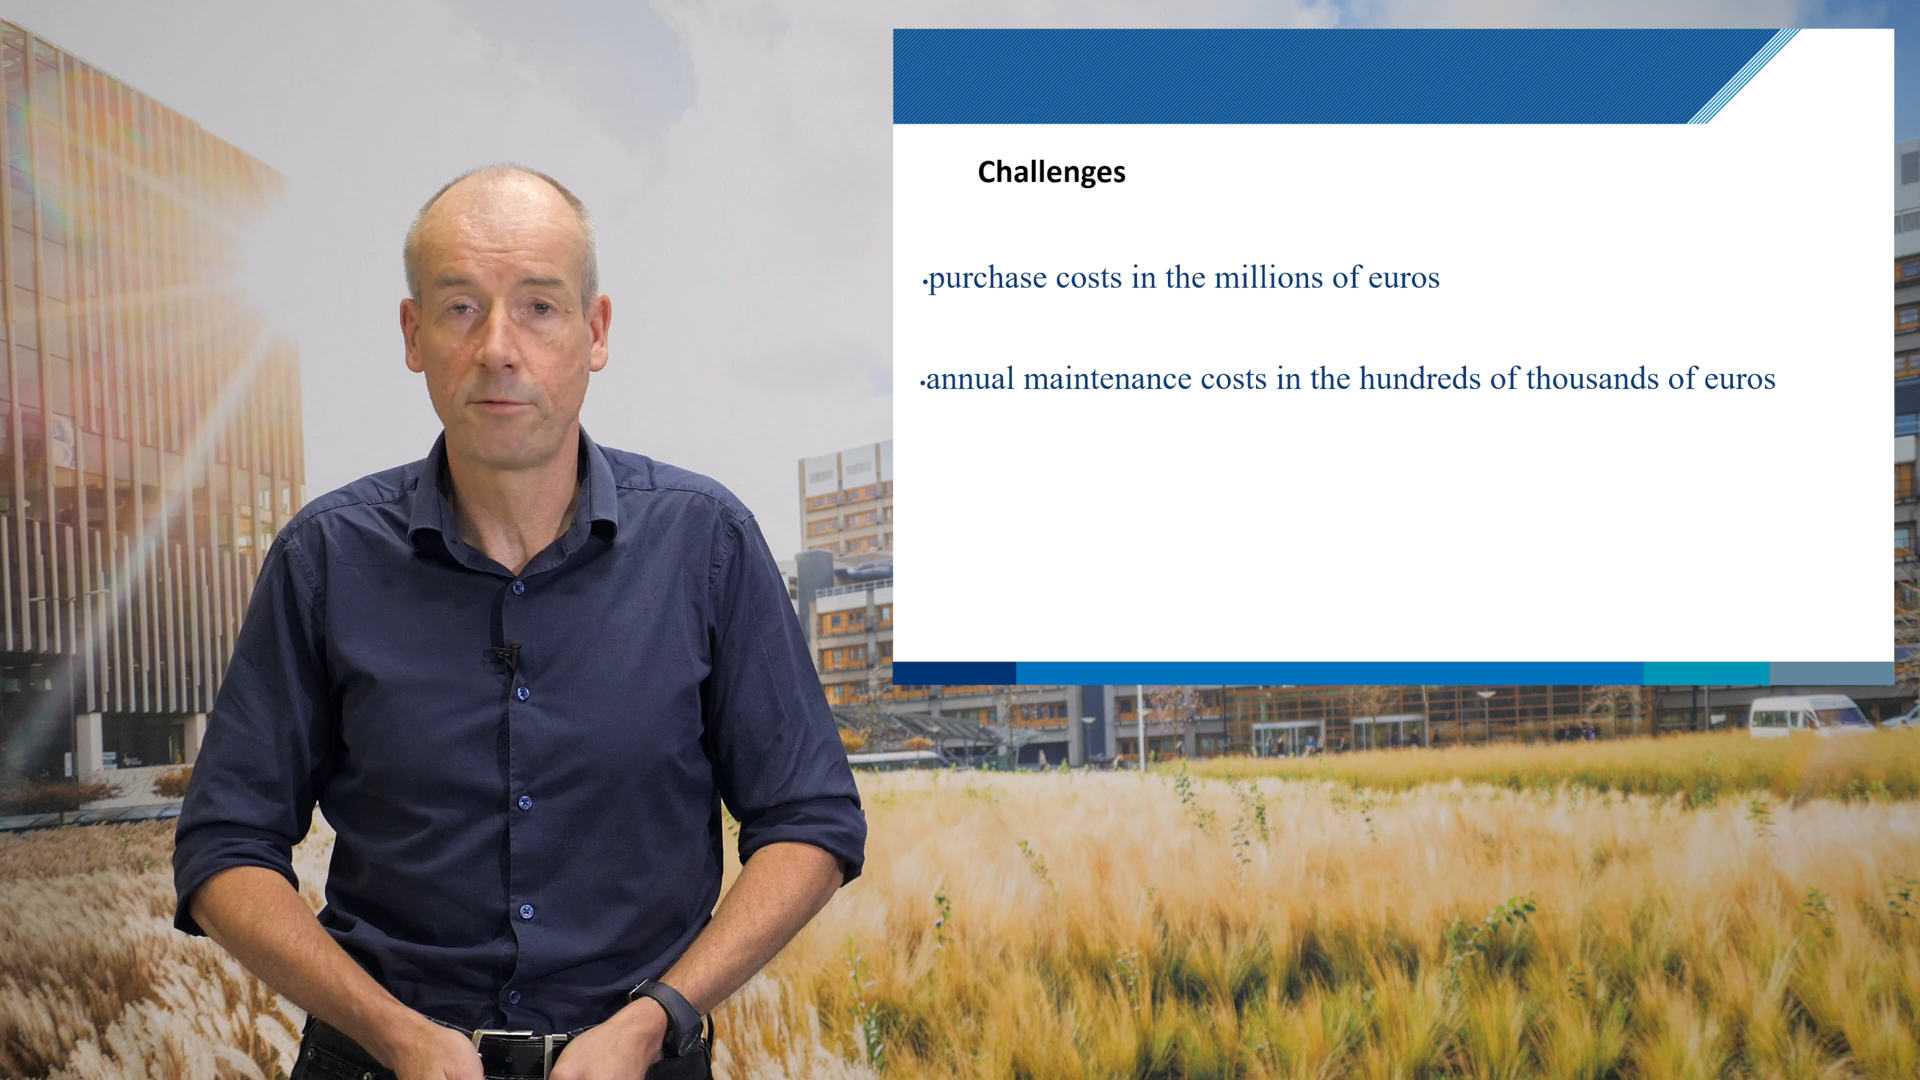 Challenges
•purchase costs in the millions of euros
•annual maintenance costs in the hundreds of thousands of euros